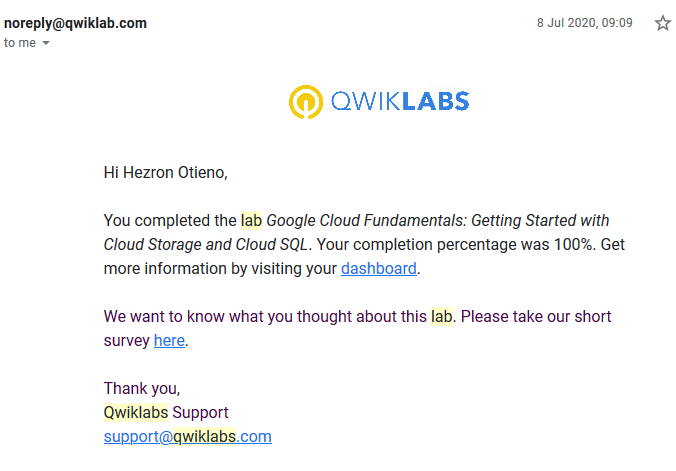 noreply@qwiklab.com 8 Jul 2020, 09:09
to me
QWIKLABS
Hi Hezron Otieno,
You completed the lab Google Cloud Fundamentals: Getting Started with
Cloud Storage and Cloud SQL. Your completion percentage was 100%. Get
more information by visiting your dashboard.
We want to know what you thought about this lab. Please take our short
survey here.
Thank you,
Qwiklabs Support
support@qwiklabs.com